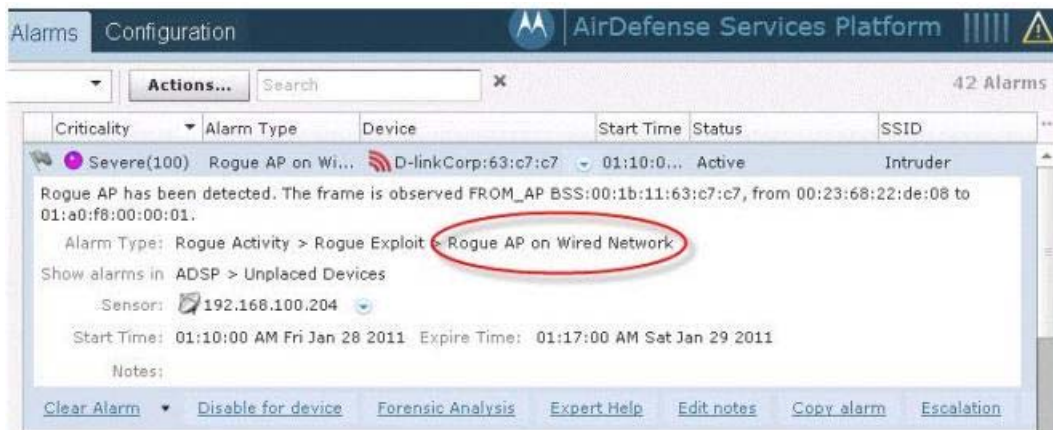 Alarms Configuration AirDefense Services Platform
Actions... Search 42 Alarms
Criticality Alarm Type Device Start Time Status SSID
Severe(100) Rogue AP on Wi... D-linkCorp:63:c7:c7 01:10:0... Active Intruder
Rogue AP has been detected. The frame is observed FROM_AP BSS:00:1b:11:63:c7:c7, from 00:23:68:22:de:08 to
01:a0:f8:00:00:01.
Alarm Type: Rogue Activity > Rogue Exploit > Rogue AP on Wired Network
Show alarms in ADSP > Unplaced Devices
Sensor: 192.168.100.204
Start Time: 01:10:00 AM Fri Jan 28 2011 Expire Time: 01:17:00 AM Sat Jan 29 2011
Notes:
Clear Alarm Disable for device Forensic Analysis Expert Help Edit notes Copy alarm Escalation